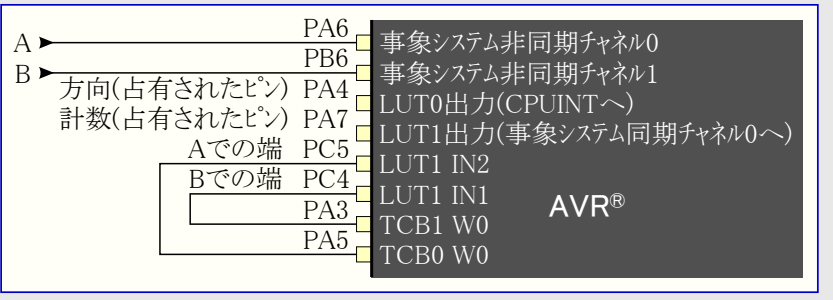 A PA6 事象システム非同期チャネル0
B PB6 事象システム非同期チャネル1
方向(占有されたピン) PA4 LUT0出力(CPUINTへ)
計数(占有されたピン) PA7 LUT1出力(事象システム同期チャネル0へ)
Aでの端 PC5 LUT1 IN2
Bでの端 PC4 LUT1 IN1
PA3 TCB1 W0
PA5 TCB0 W0
AVR®